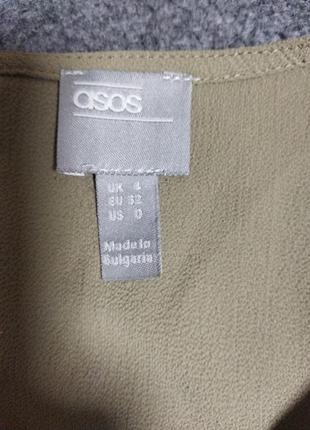 asos
UK 4
EU 32
US 0
Made in
Bulgaria